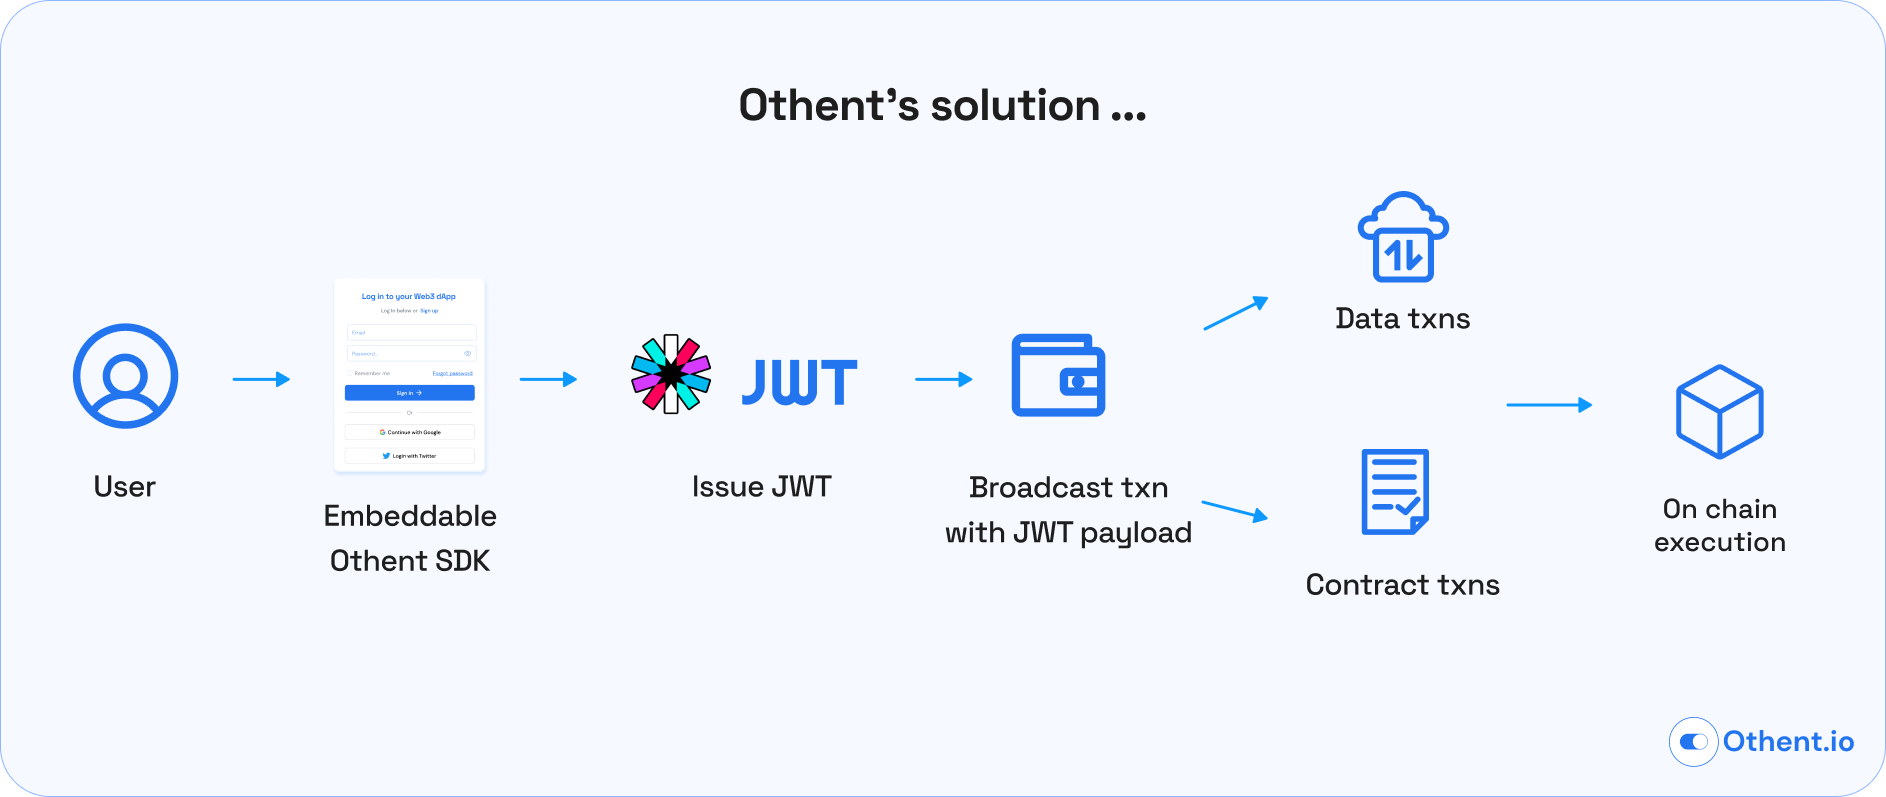 Othent's solution ...
User
Log in to your Web3 dApp
Log in below or Sign up
Email
Password...
Remember me
Forgot password
Sign in
Or
Continue with Google
Login with Twitter
Embeddable
Othent SDK
JWT
Issue JWT
Broadcast txn
with JWT payload
Data txns
Contract txns
On chain
execution
Othent.io